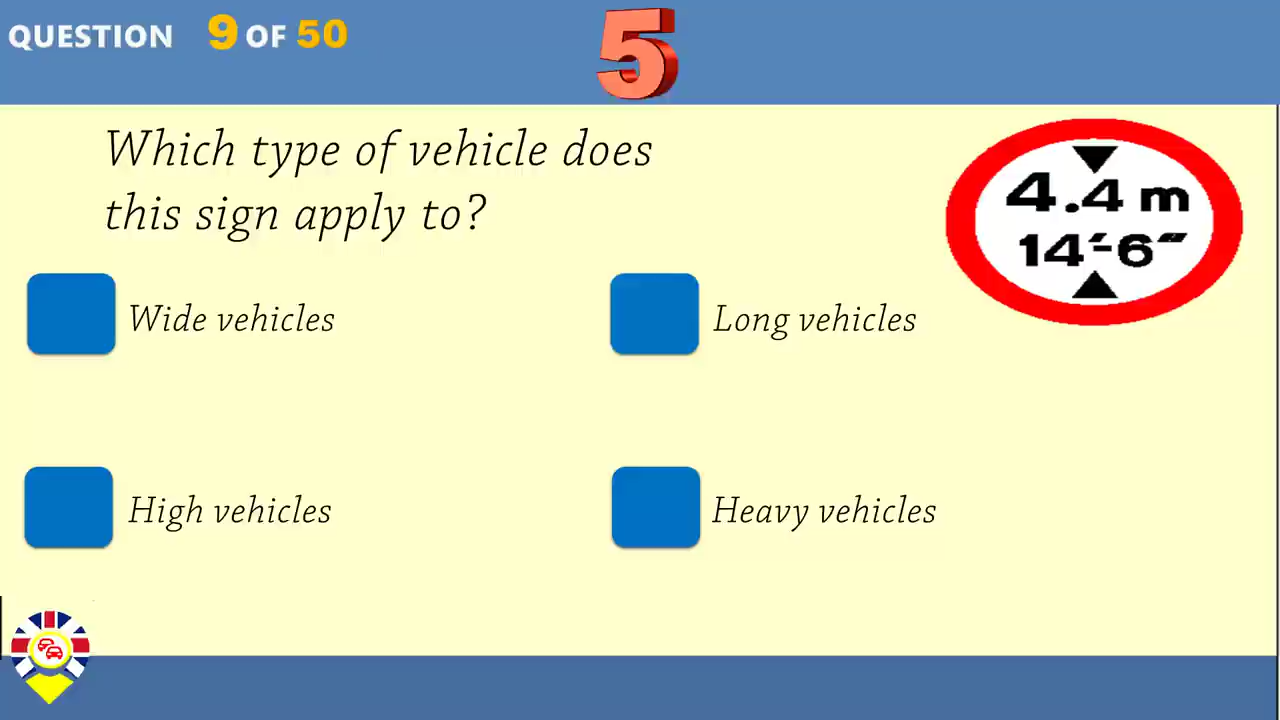 QUESTION 9 OF 50
5
Which type of vehicle does
this sign apply to?
4.4 m
14'-6"
Wide vehicles
Long vehicles
High vehicles
Heavy vehicles